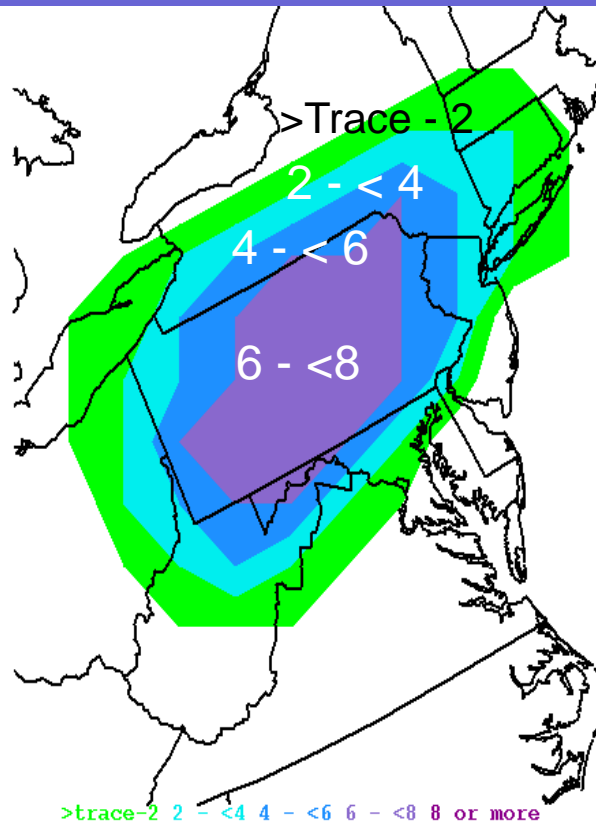 >Trace - 2
2 - < 4
4 - < 6
6 - <8
>trace-2 2 - <4 4 - <6 6 - <8 8 or more